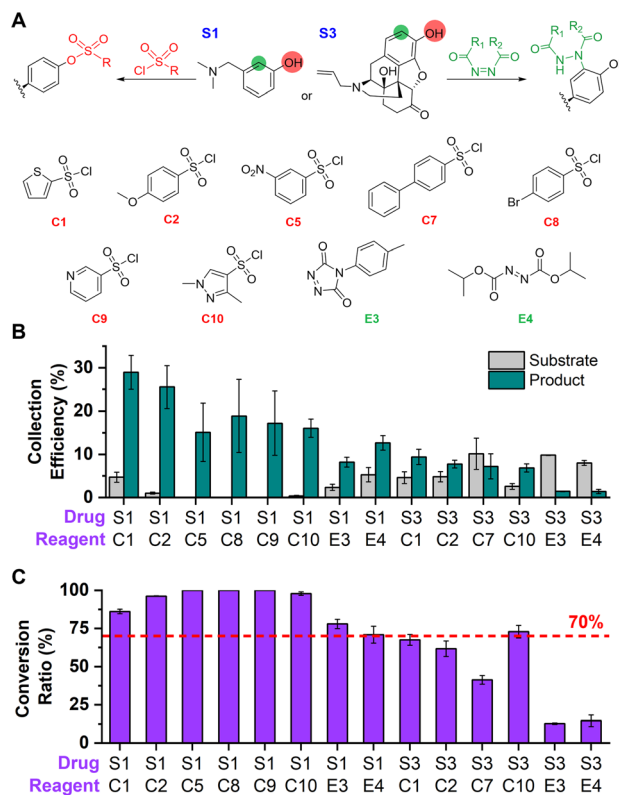 A
S1
S3
OH
N
or
OH
OH
N
O
O
O
S
O
O
R
O
S
O
Cl
R
R1
R2
O
O
N=N
R1
R2
O
O
N
H
N
O
S
O
S
O
Cl
C1
O
O
S
O
Cl
C2
NO2
O
S
O
Cl
C5
O
S
O
Cl
C7
Br
O
S
O
Cl
C8
N
O
S
O
Cl
C9
N
N
O
S
O
Cl
C10
O
N
N
N
O
E3
O
O
N
N
O
O
E4
B
Collection
Efficiency (%)
30
20
10
0
Substrate
Product
Drug S1 S1 S1 S1 S1 S1 S1 S1 S3 S3 S3 S3 S3 S3
Reagent C1 C2 C5 C8 C9 C10 E3 E4 C1 C2 C7 C10 E3 E4
C
Conversion
Ratio (%)
100
75
50
25
0
70%
Drug S1 S1 S1 S1 S1 S1 S1 S1 S3 S3 S3 S3 S3 S3
Reagent C1 C2 C5 C8 C9 C10 E3 E4 C1 C2 C7 C10 E3 E4